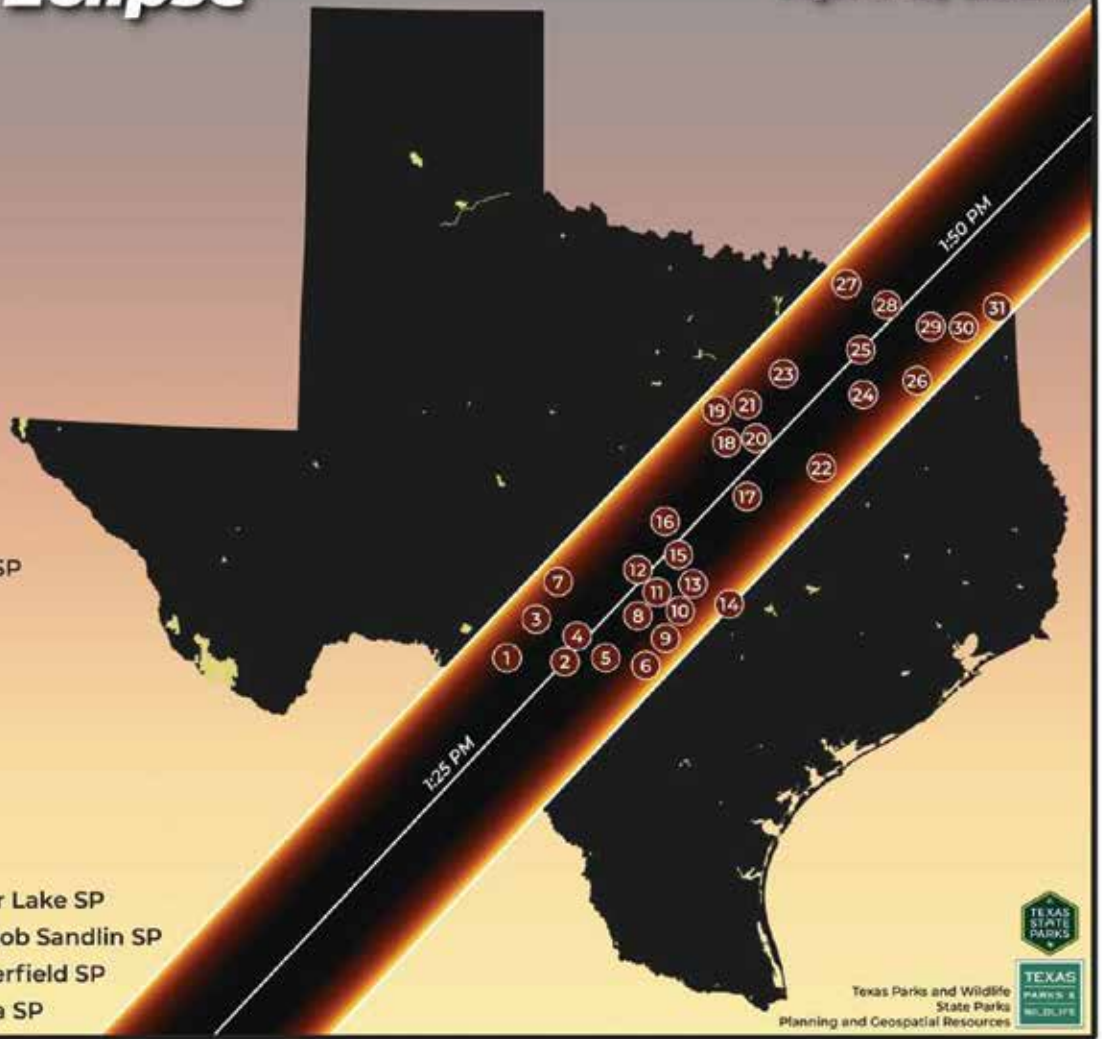 Eclipse
SP
r Lake SP
ob Sandlin SP
erfield SP
a SP
1:50 PM
27
28
31
29
30
25
23
26
24
21
19
20
18
22
17
16
15
12
7
13
11
14
10
8
3
4
9
1
2
5
6
1:25 PM
TEXAS
STATE
PARKS
TEXAS
PARKS &
WILDLIFE
Texas Parks and Wildlife
State Parks
Planning and Geospatial Resources